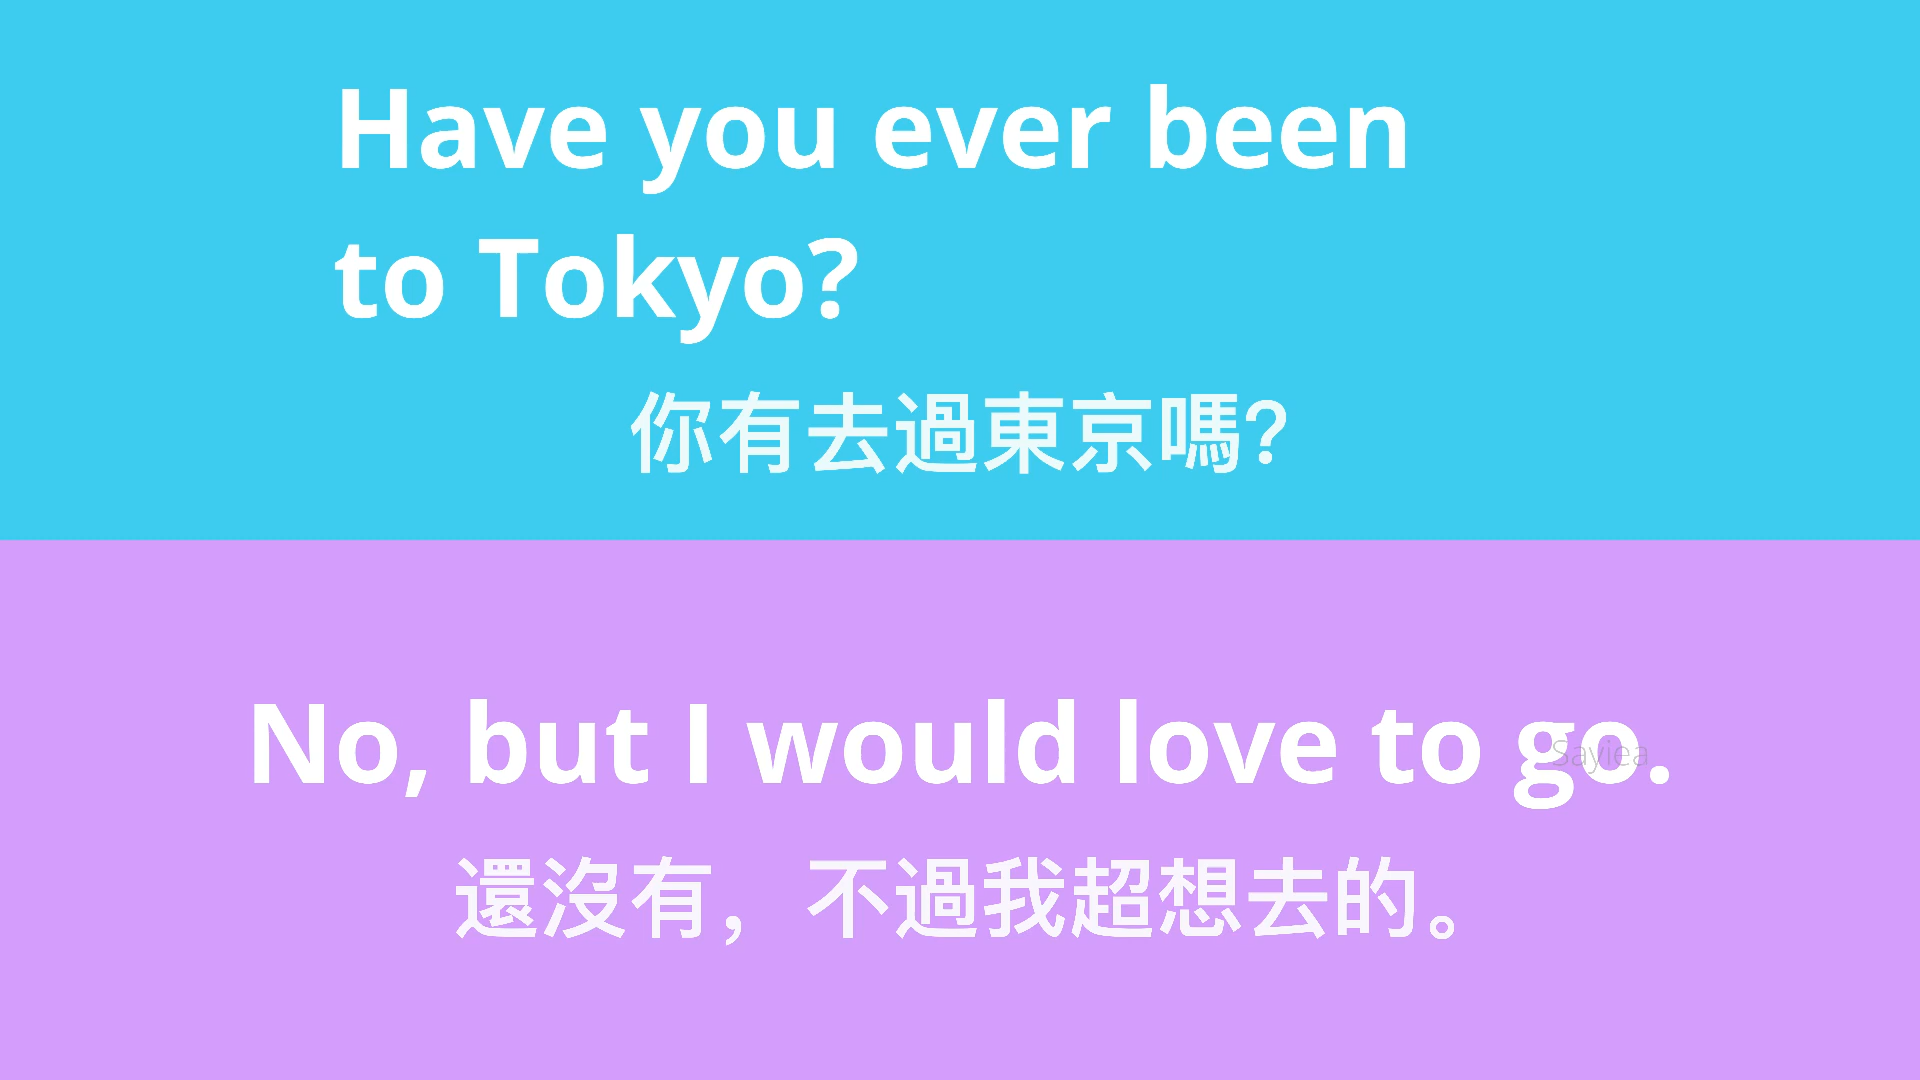 Have you ever been
to Tokyo?
你有去過東京嗎?
No, but I would love to go.
Sayiea
還沒有，不過我超想去的。